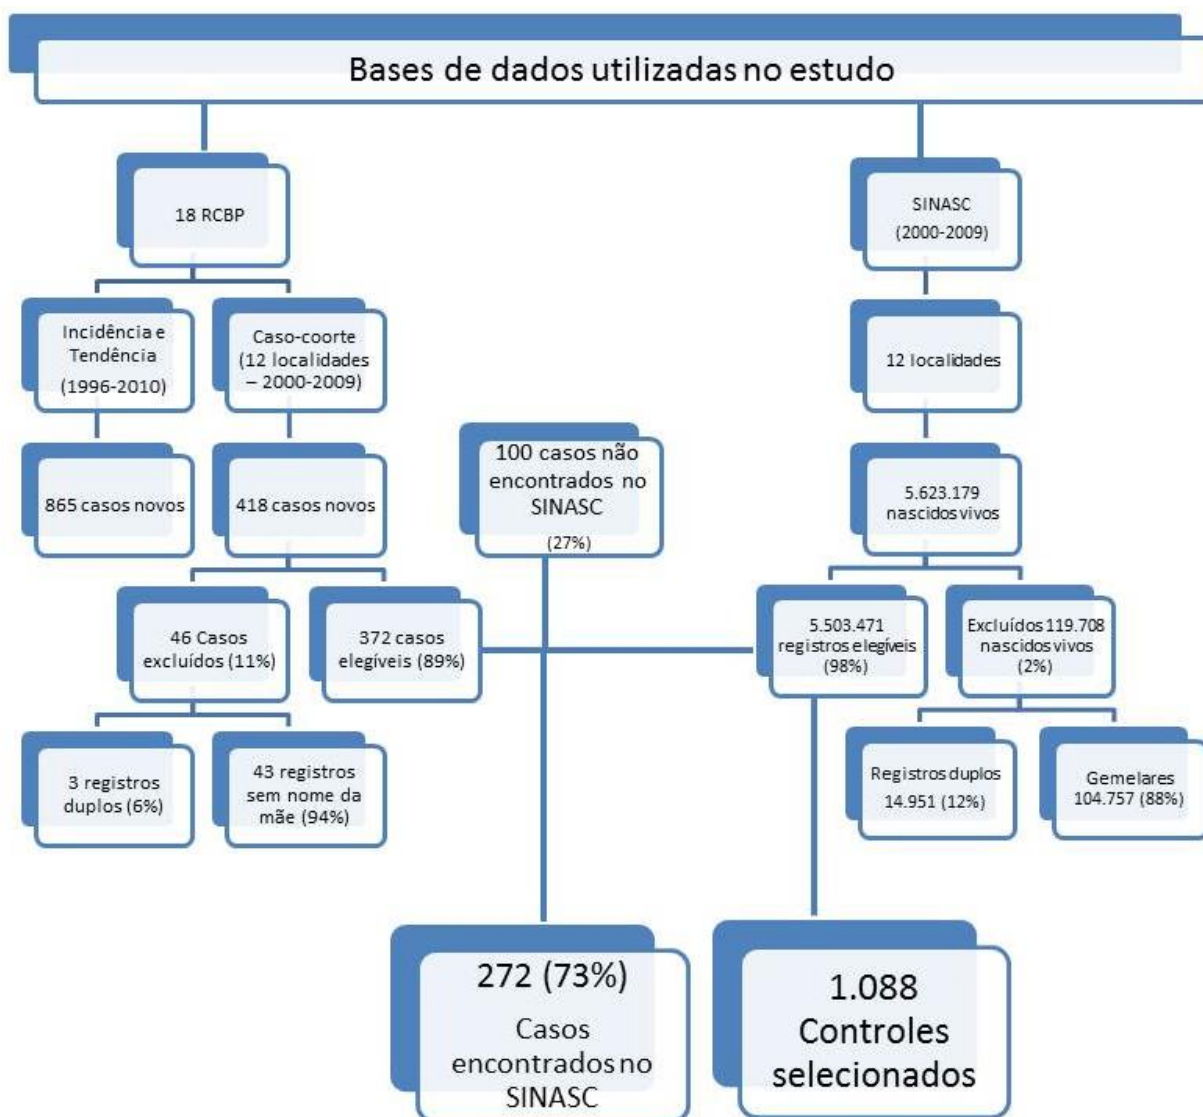 Bases de dados utilizadas no estudo
18 RCBP
SINASC
(2000-2009)
Incidência e
Tendência
(1996-2010)
Caso-coorte
(12 localidades
– 2000-2009)
12 localidades
865 casos novos
418 casos novos
100 casos não
encontrados no
SINASC
(27%)
5.623.179
nascidos vivos
46 Casos
excluídos (11%)
372 casos
elegíveis (89%)
5.503.471
registros elegíveis
(98%)
Excluídos 119.708
nascidos vivos
(2%)
3 registros
duplos (6%)
43 registros
sem nome da
mãe (94%)
Registros duplos
14.951 (12%)
Gemelares
104.757 (88%)
272 (73%)
Casos
encontrados no
SINASC
1.088
Controles
selecionados